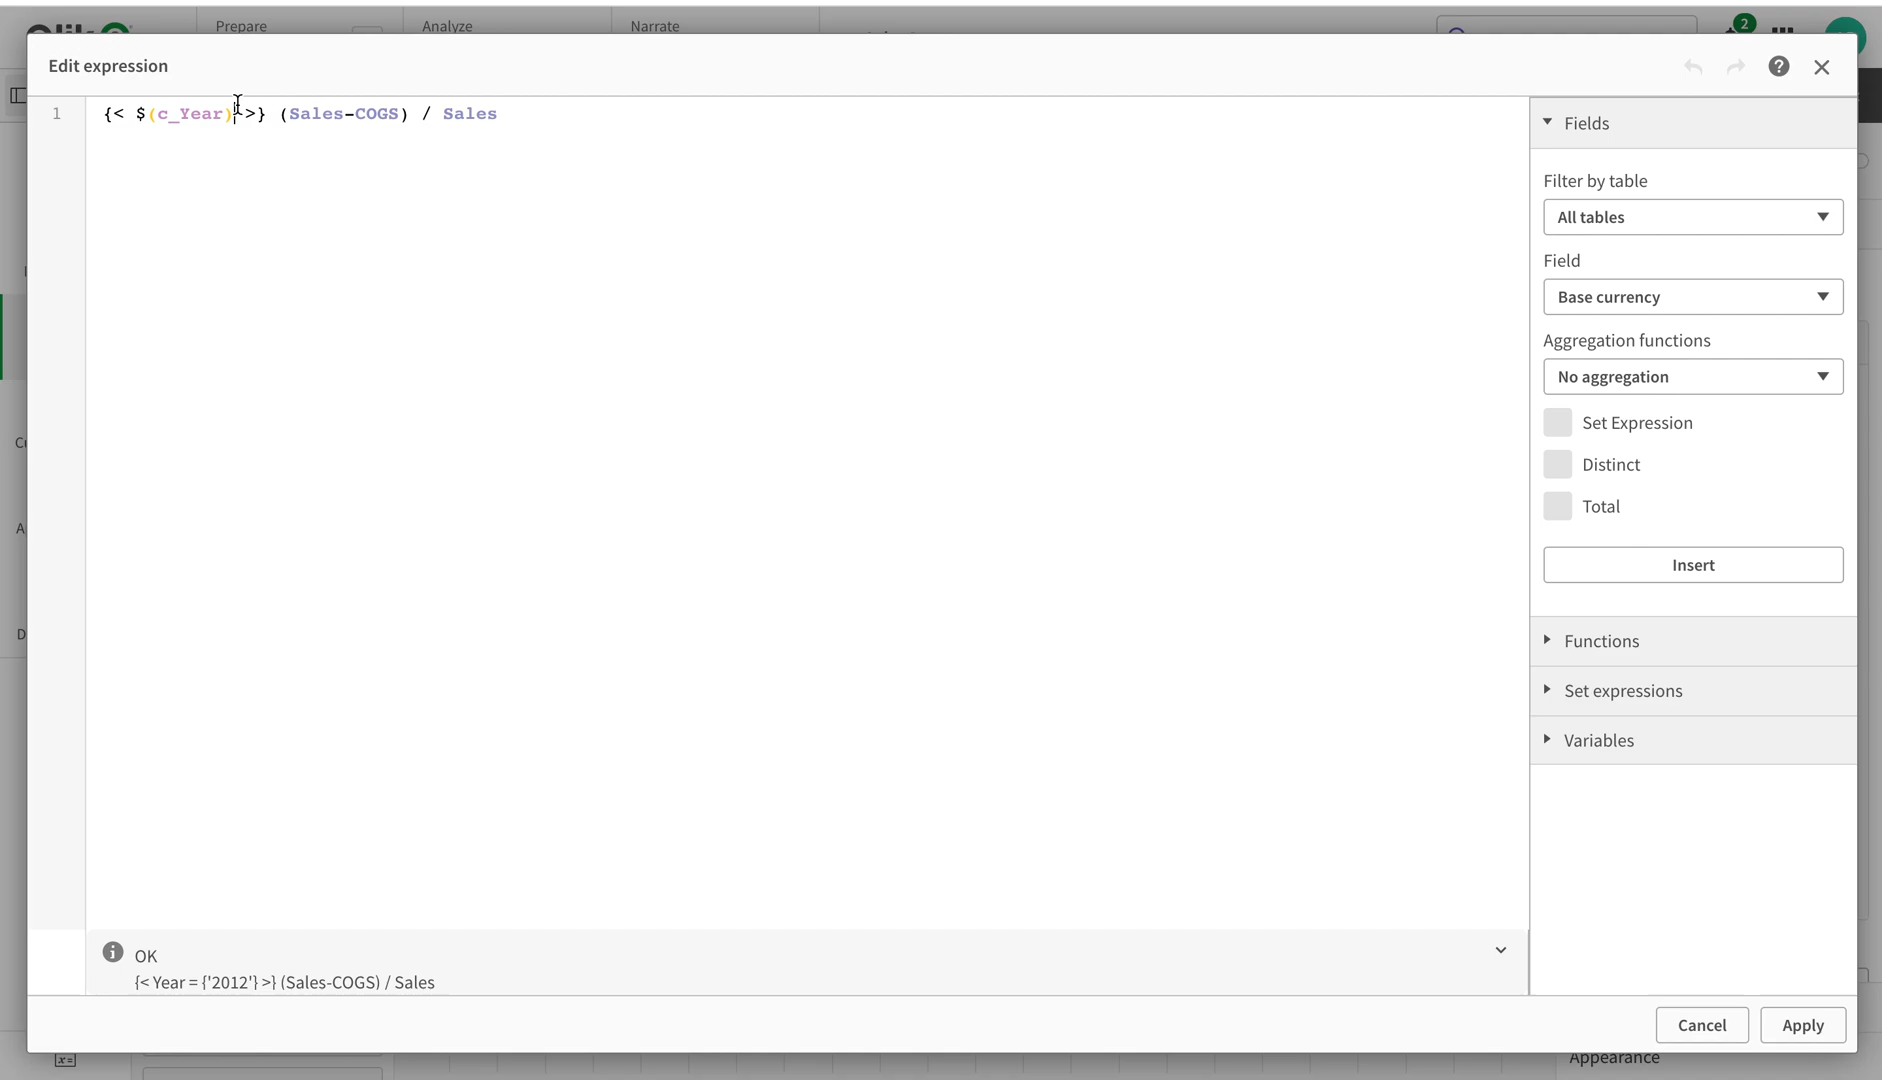 Qlik
Prepare
Analyze
Narrate
2
Edit expression
1
{< $(c_Year) >} (Sales-COGS) / Sales
Fields
Filter by table
All tables
Field
Base currency
Aggregation functions
No aggregation
Set Expression
Distinct
Total
Insert
Functions
Set expressions
Variables
OK
{< Year = {'2012'} >} (Sales-COGS) / Sales
Cancel
Apply
Appearance